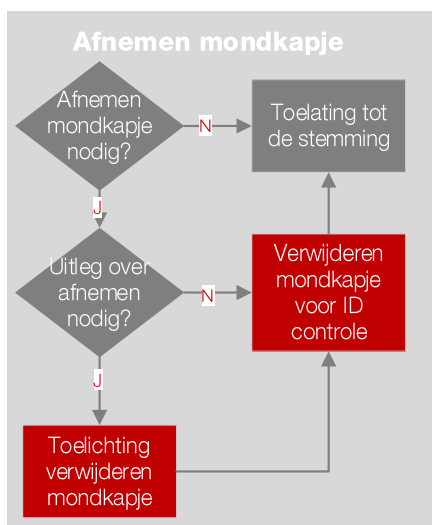 Afnemen mondkapje
Afnemen
mondkapje
nodig?
N
Toelating tot
de stemming
J
Uitleg over
afnemen
nodig?
N
Verwijderen
mondkapje
voor ID
controle
J
Toelichting
verwijderen
mondkapje